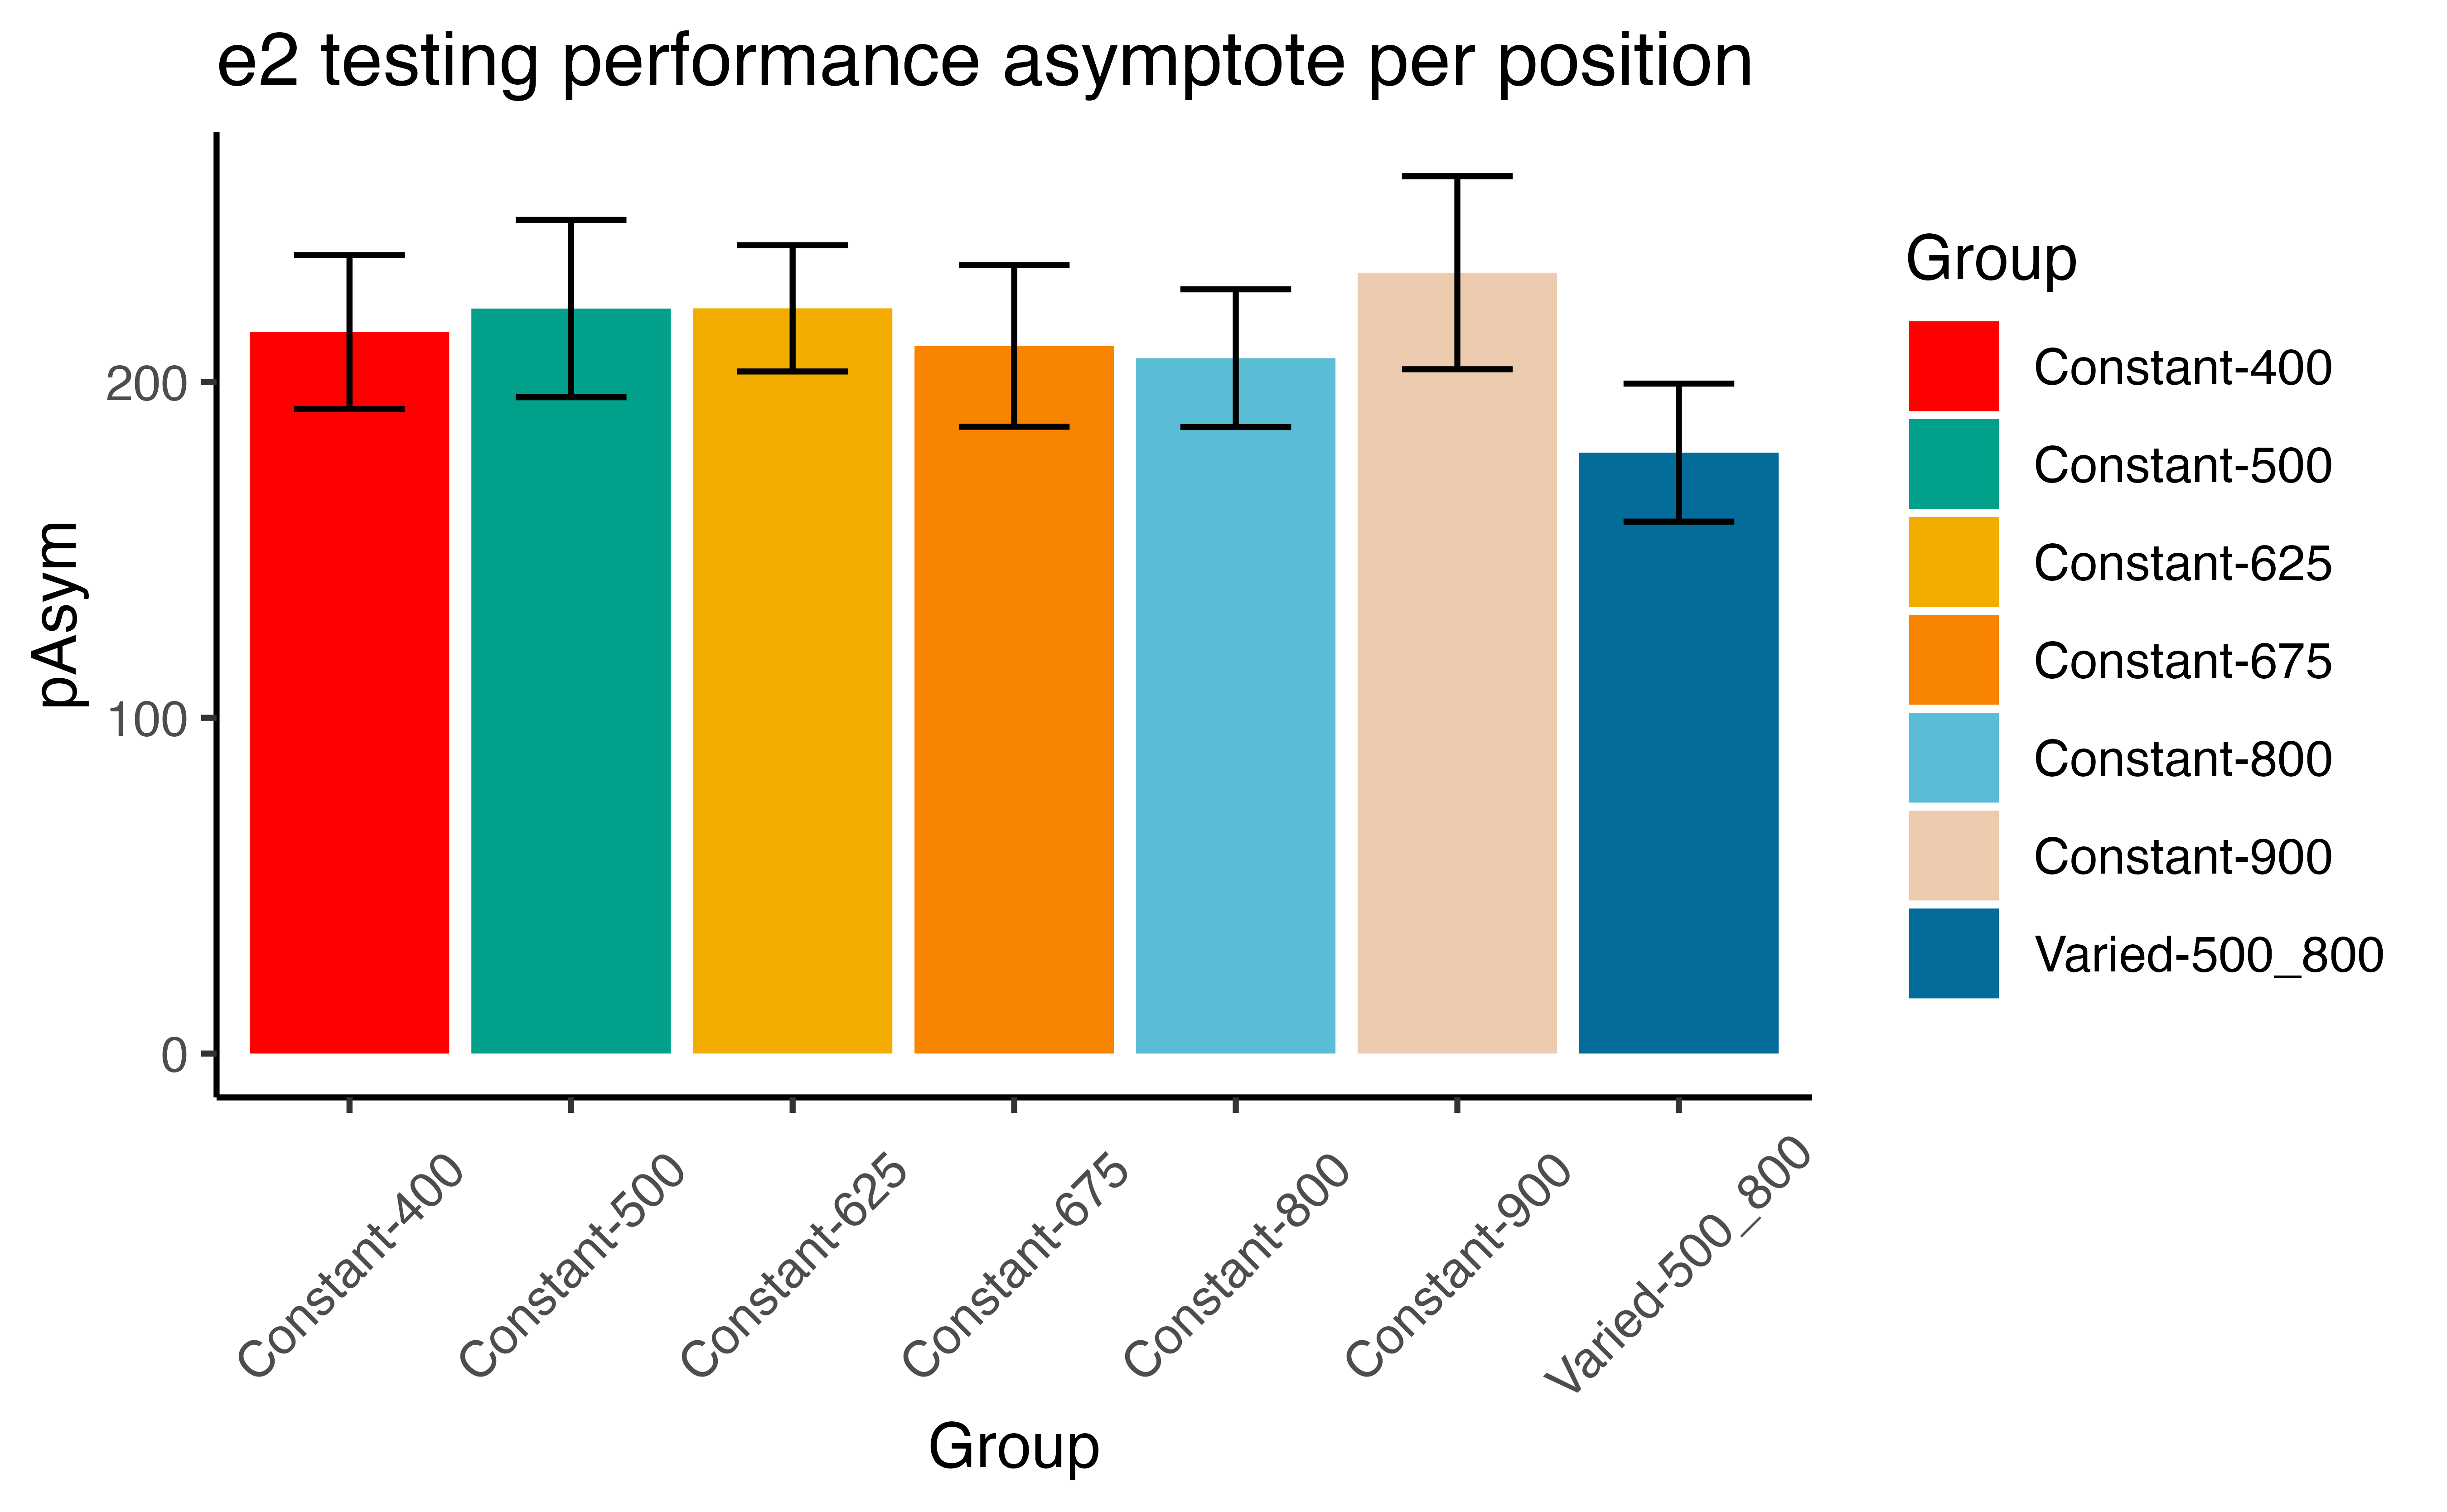 e2 testing performance asymptote per position
pAsym
200
100
0
Constant-400
Constant-500
Constant-625
Constant-675
Constant-800
Constant-900
Varied-500_800
Group
Group
Constant-400
Constant-500
Constant-625
Constant-675
Constant-800
Constant-900
Varied-500_800